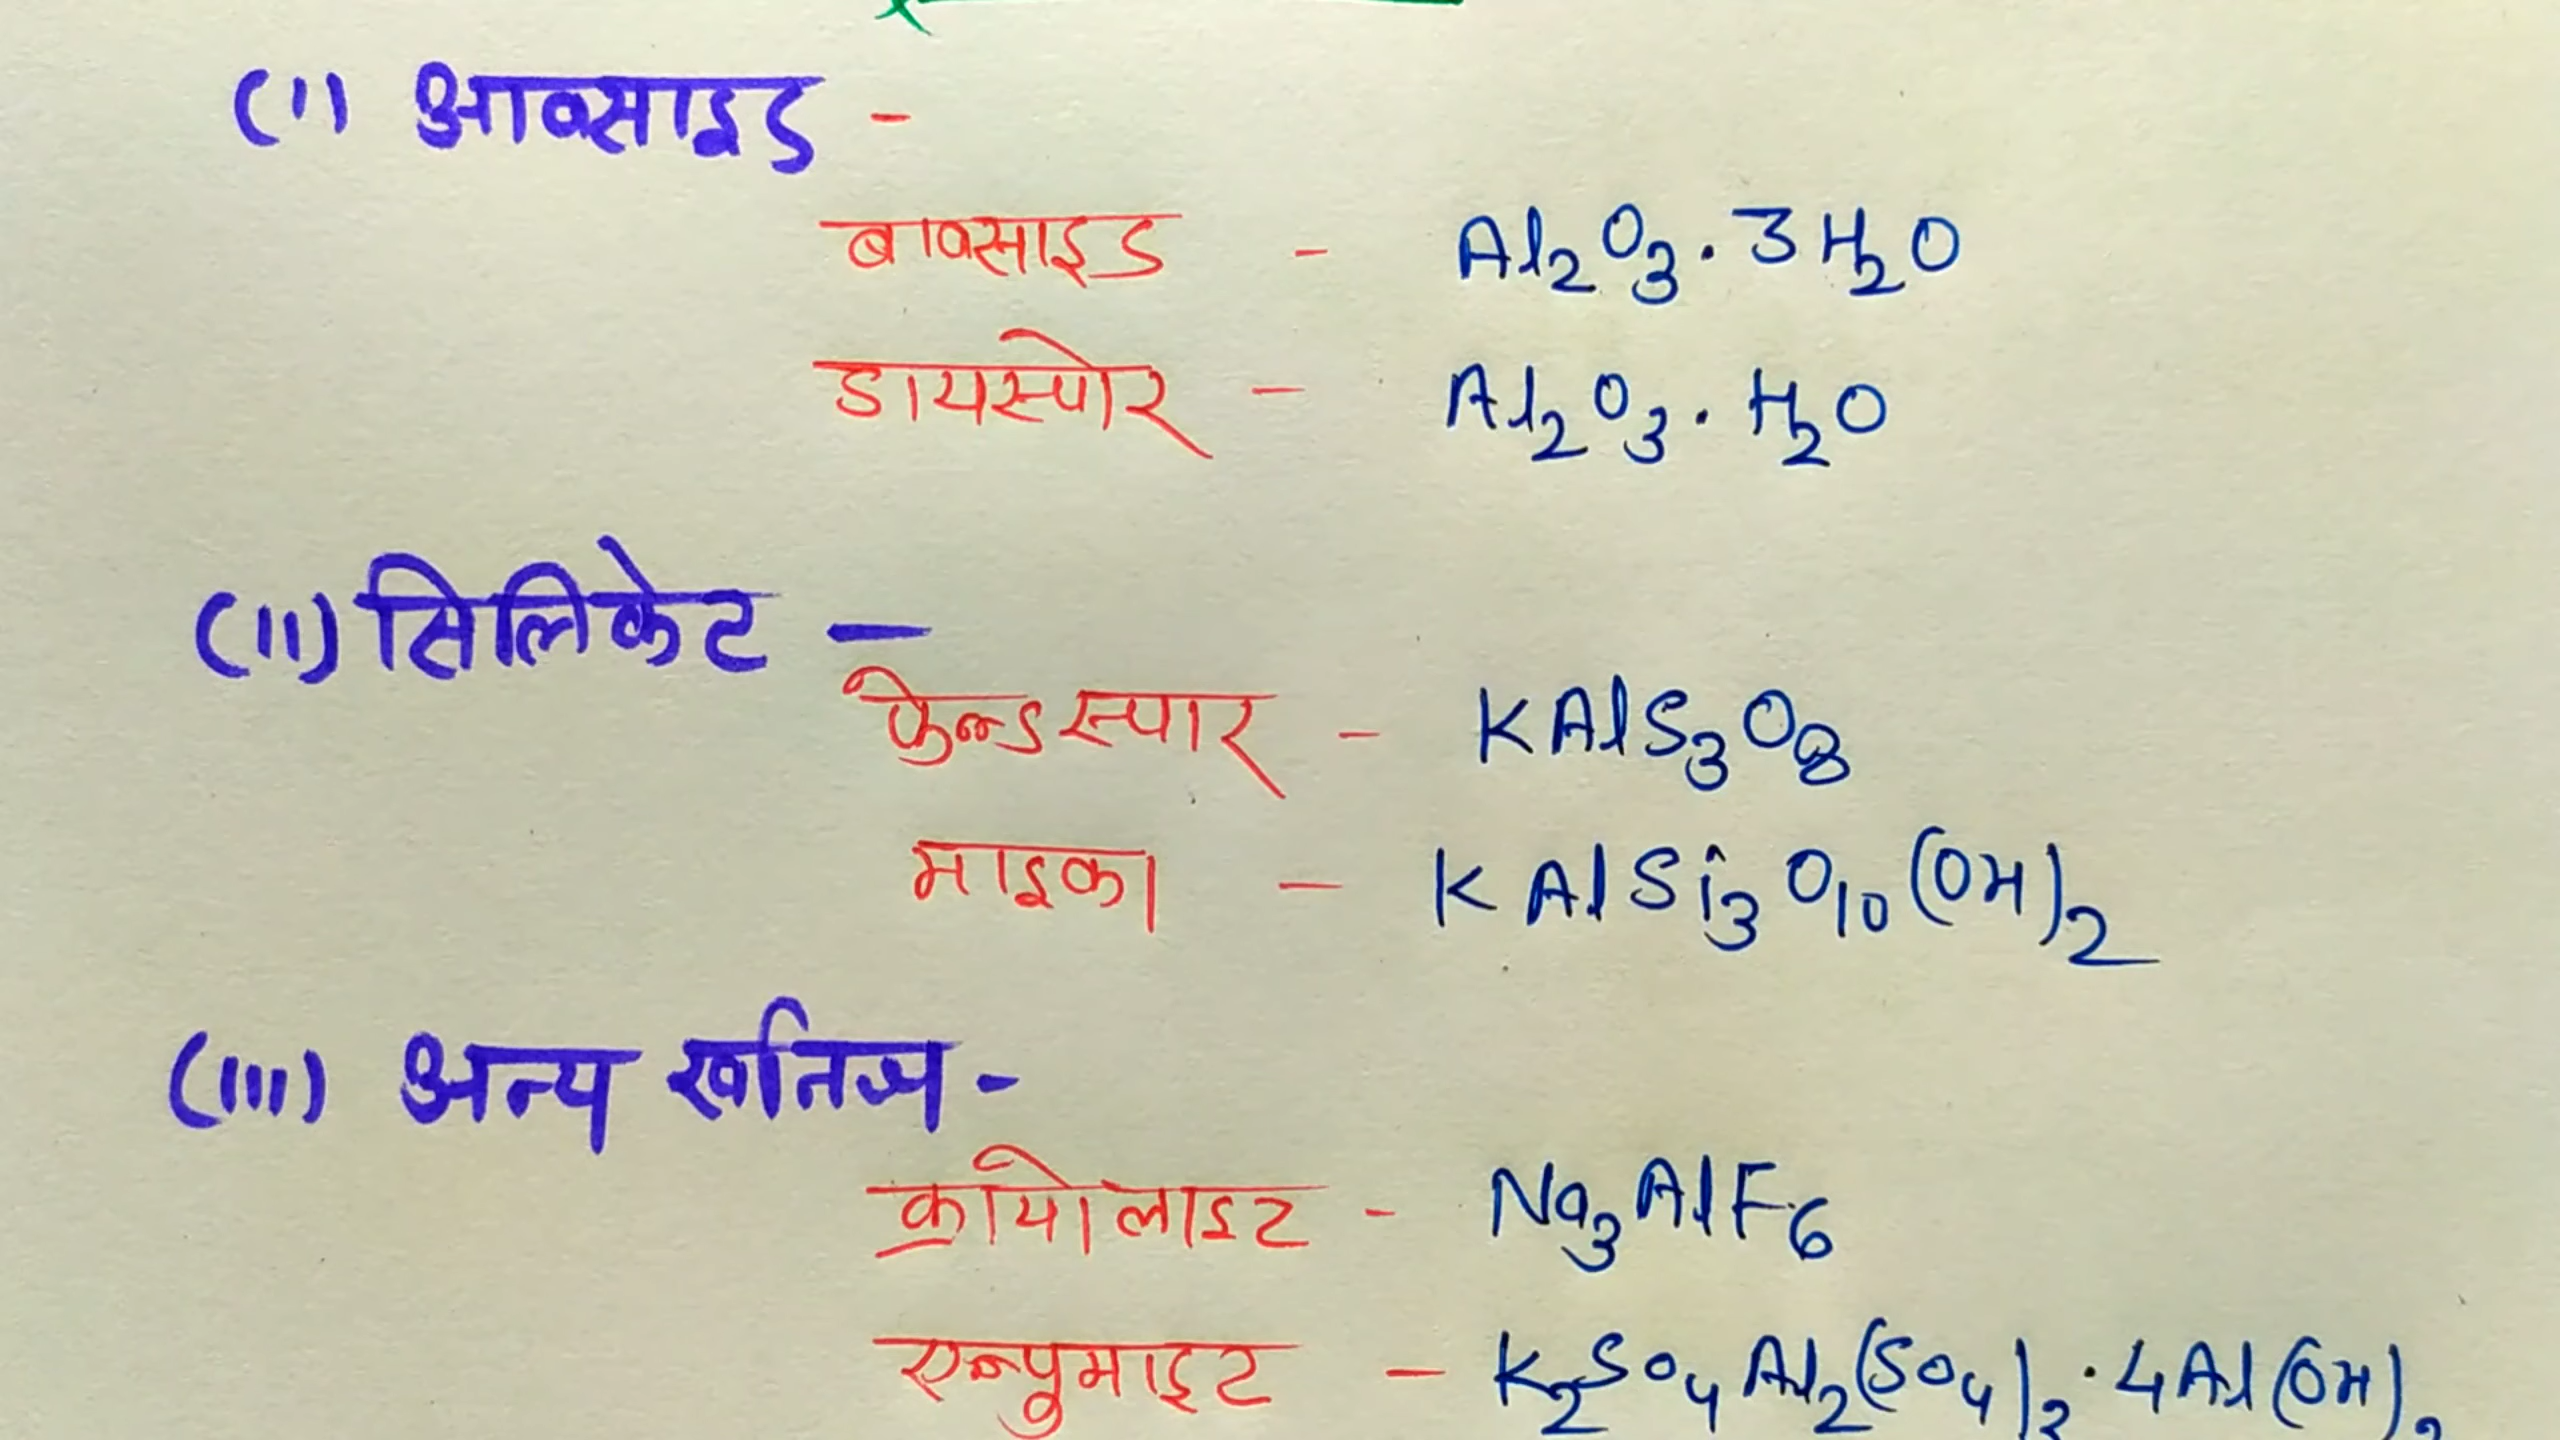 (i) आक्साइड -
बाक्साइड - Al₂O₃·3H₂O
डायस्पोर - Al₂O₃·H₂O
(ii) सिलिकेट -
फेल्डस्पार - KAlS₃O₈
माइका - KAlSi₃O₁₀(OH)₂
(iii) अन्य खनिज -
क्रायोलाइट - Na₃AlF₆
एल्युमाइट - K₂SO₄Al₂(SO₄)₃·4Al(OH)